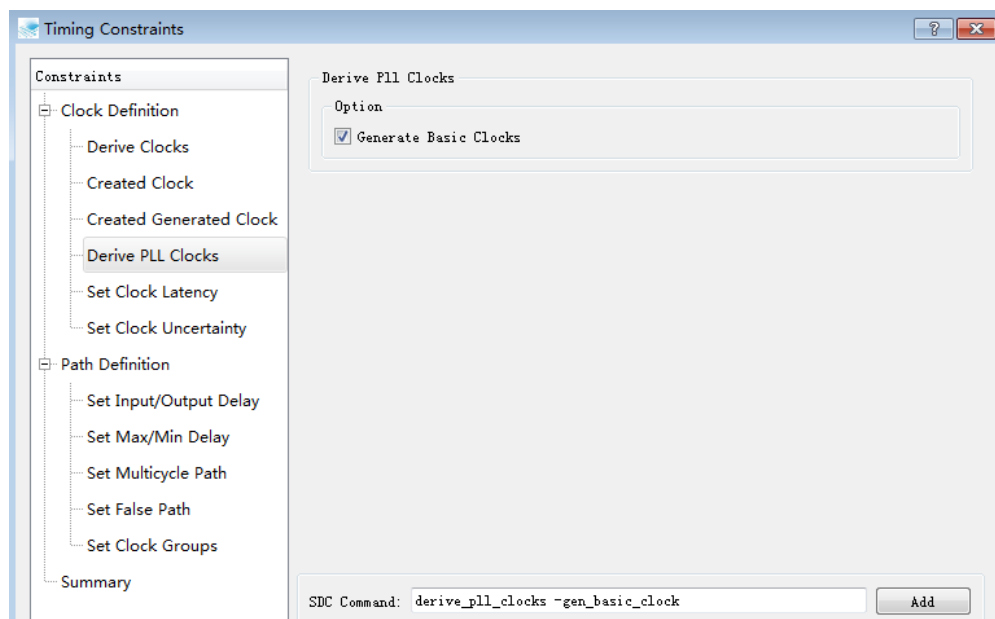 Timing Constraints
Constraints
Clock Definition
Derive Clocks
Created Clock
Created Generated Clock
Derive PLL Clocks
Set Clock Latency
Set Clock Uncertainty
Path Definition
Set Input/Output Delay
Set Max/Min Delay
Set Multicycle Path
Set False Path
Set Clock Groups
Summary
Derive Pll Clocks
Option
Generate Basic Clocks
SDC Command: derive_pll_clocks -gen_basic_clock Add